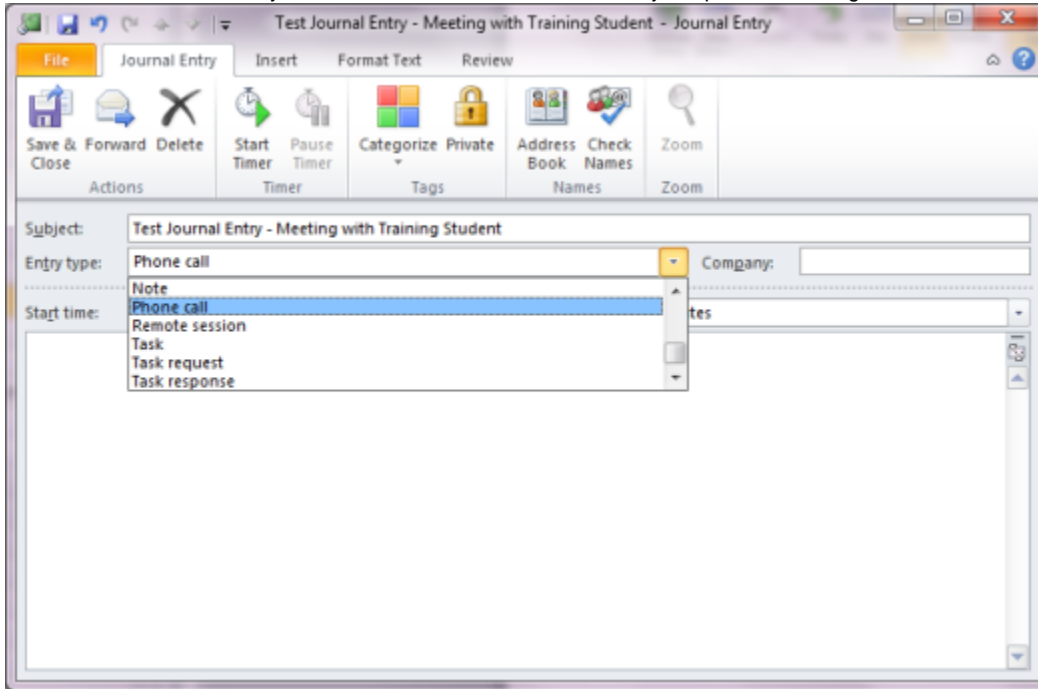 Test Journal Entry - Meeting with Training Student - Journal Entry
File Journal Entry Insert Format Text Review
Save & Close Forward Delete Start Timer Pause Timer Categorize Private Address Book Check Names Zoom
Actions Timer Tags Names Zoom
Subject: Test Journal Entry - Meeting with Training Student
Entry type: Phone call Company:
Note
Start time: Phone call tes
Remote session
Task
Task request
Task response